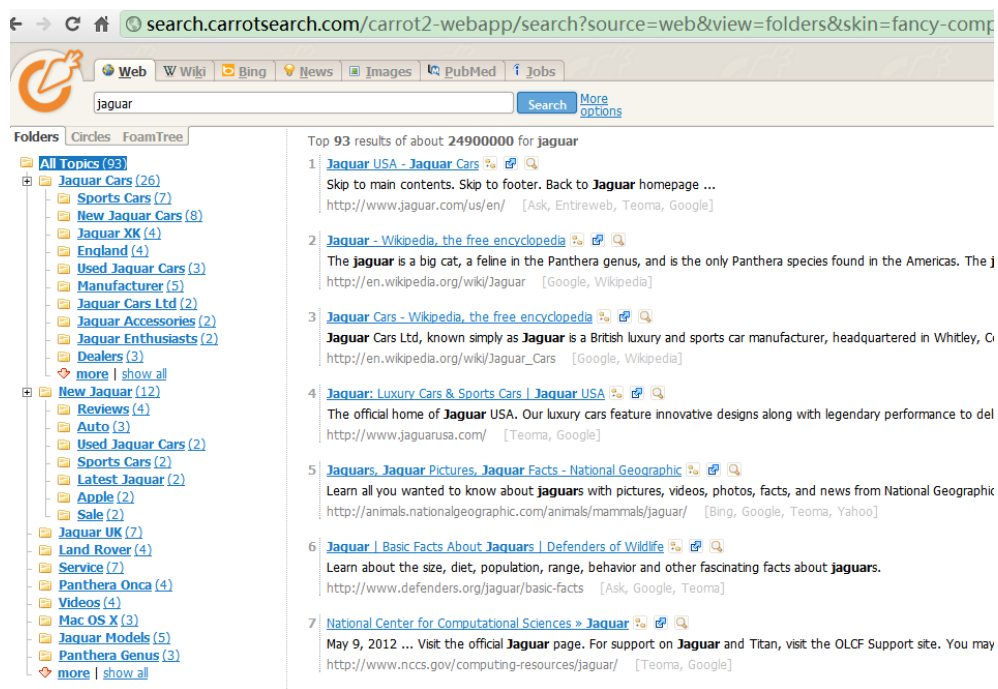 search.carrotsearch.com/carrot2-webapp/search?source=web&view=folders&skin=fancy-comp
Web Wiki Bing News Images PubMed Jobs
jaguar Search More options
Folders Circles FoamTree
All Topics (93)
Jaguar Cars (26)
Sports Cars (7)
New Jaguar Cars (8)
Jaguar XK (4)
England (4)
Used Jaguar Cars (3)
Manufacturer (5)
Jaguar Cars Ltd (2)
Jaguar Accessories (2)
Jaguar Enthusiasts (2)
Dealers (3)
more | show all
New Jaguar (12)
Reviews (4)
Auto (3)
Used Jaguar Cars (2)
Sports Cars (2)
Latest Jaguar (2)
Apple (2)
Sale (2)
Jaguar UK (7)
Land Rover (4)
Service (7)
Panthera Onca (4)
Videos (4)
Mac OS X (3)
Jaguar Models (5)
Panthera Genus (3)
more | show all
Top 93 results of about 24900000 for jaguar
1 Jaguar USA - Jaguar Cars
Skip to main contents. Skip to footer. Back to Jaguar homepage ...
http://www.jaguar.com/us/en/ [Ask, Entireweb, Teoma, Google]
2 Jaguar - Wikipedia, the free encyclopedia
The jaguar is a big cat, a feline in the Panthera genus, and is the only Panthera species found in the Americas. The j
http://en.wikipedia.org/wiki/Jaguar [Google, Wikipedia]
3 Jaguar Cars - Wikipedia, the free encyclopedia
Jaguar Cars Ltd, known simply as Jaguar is a British luxury and sports car manufacturer, headquartered in Whitley, Co
http://en.wikipedia.org/wiki/Jaguar_Cars [Google, Wikipedia]
4 Jaguar: Luxury Cars & Sports Cars | Jaguar USA
The official home of Jaguar USA. Our luxury cars feature innovative designs along with legendary performance to del
http://www.jaguarusa.com/ [Teoma, Google]
5 Jaguars, Jaguar Pictures, Jaguar Facts - National Geographic
Learn all you wanted to know about jaguars with pictures, videos, photos, facts, and news from National Geographic
http://animals.nationalgeographic.com/animals/mammals/jaguar/ [Bing, Google, Teoma, Yahoo]
6 Jaguar | Basic Facts About Jaguars | Defenders of Wildlife
Learn about the size, diet, population, range, behavior and other fascinating facts about jaguars.
http://www.defenders.org/jaguar/basic-facts [Ask, Google, Teoma]
7 National Center for Computational Sciences » Jaguar
May 9, 2012 ... Visit the official Jaguar page. For support on Jaguar and Titan, visit the OLCF Support site. You may
http://www.nccs.gov/computing-resources/jaguar/ [Teoma, Google]